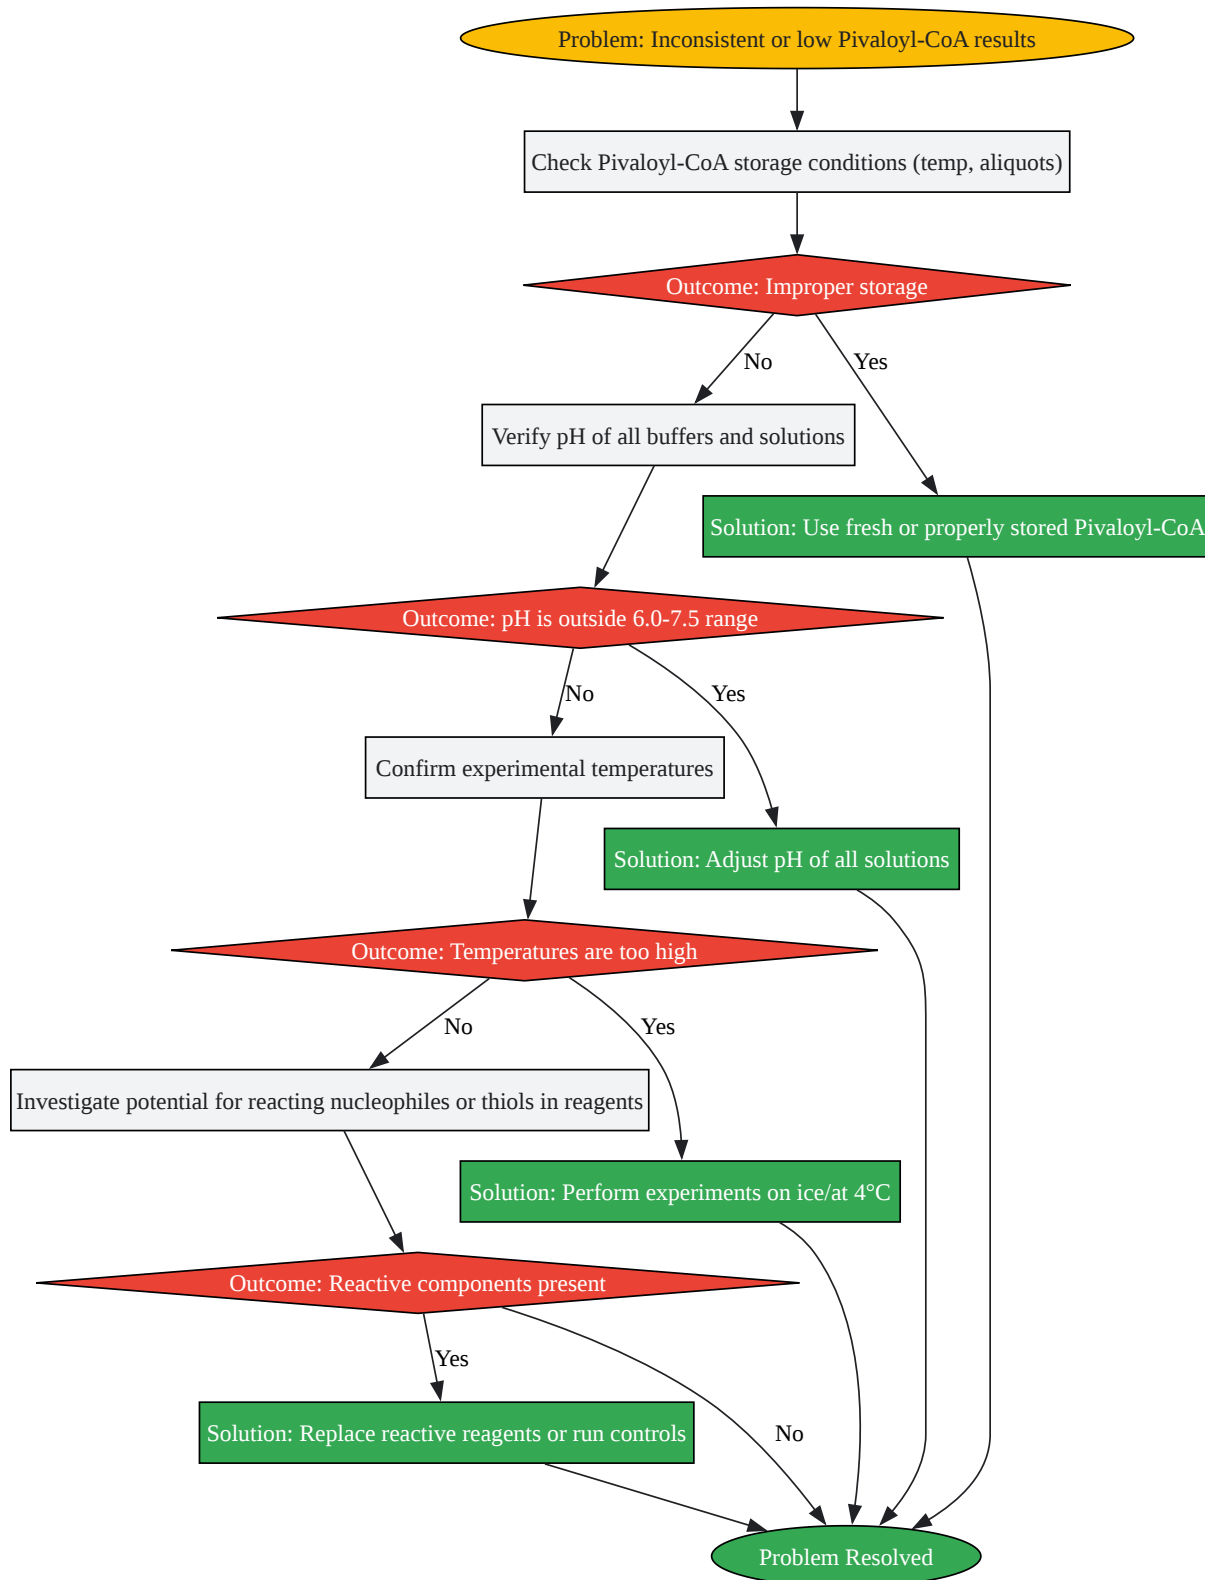 Problem: Inconsistent or low Pivaloyl-CoA results
Check Pivaloyl-CoA storage conditions (temp, aliquots)
Outcome: Improper storage
No
Yes
Verify pH of all buffers and solutions
Solution: Use fresh or properly stored Pivaloyl-CoA
Outcome: pH is outside 6.0-7.5 range
No
Yes
Confirm experimental temperatures
Solution: Adjust pH of all solutions
Outcome: Temperatures are too high
No
Yes
Investigate potential for reacting nucleophiles or thiols in reagents
Solution: Perform experiments on ice/at 4°C
Outcome: Reactive components present
Yes
Solution: Replace reactive reagents or run controls
No
Problem Resolved